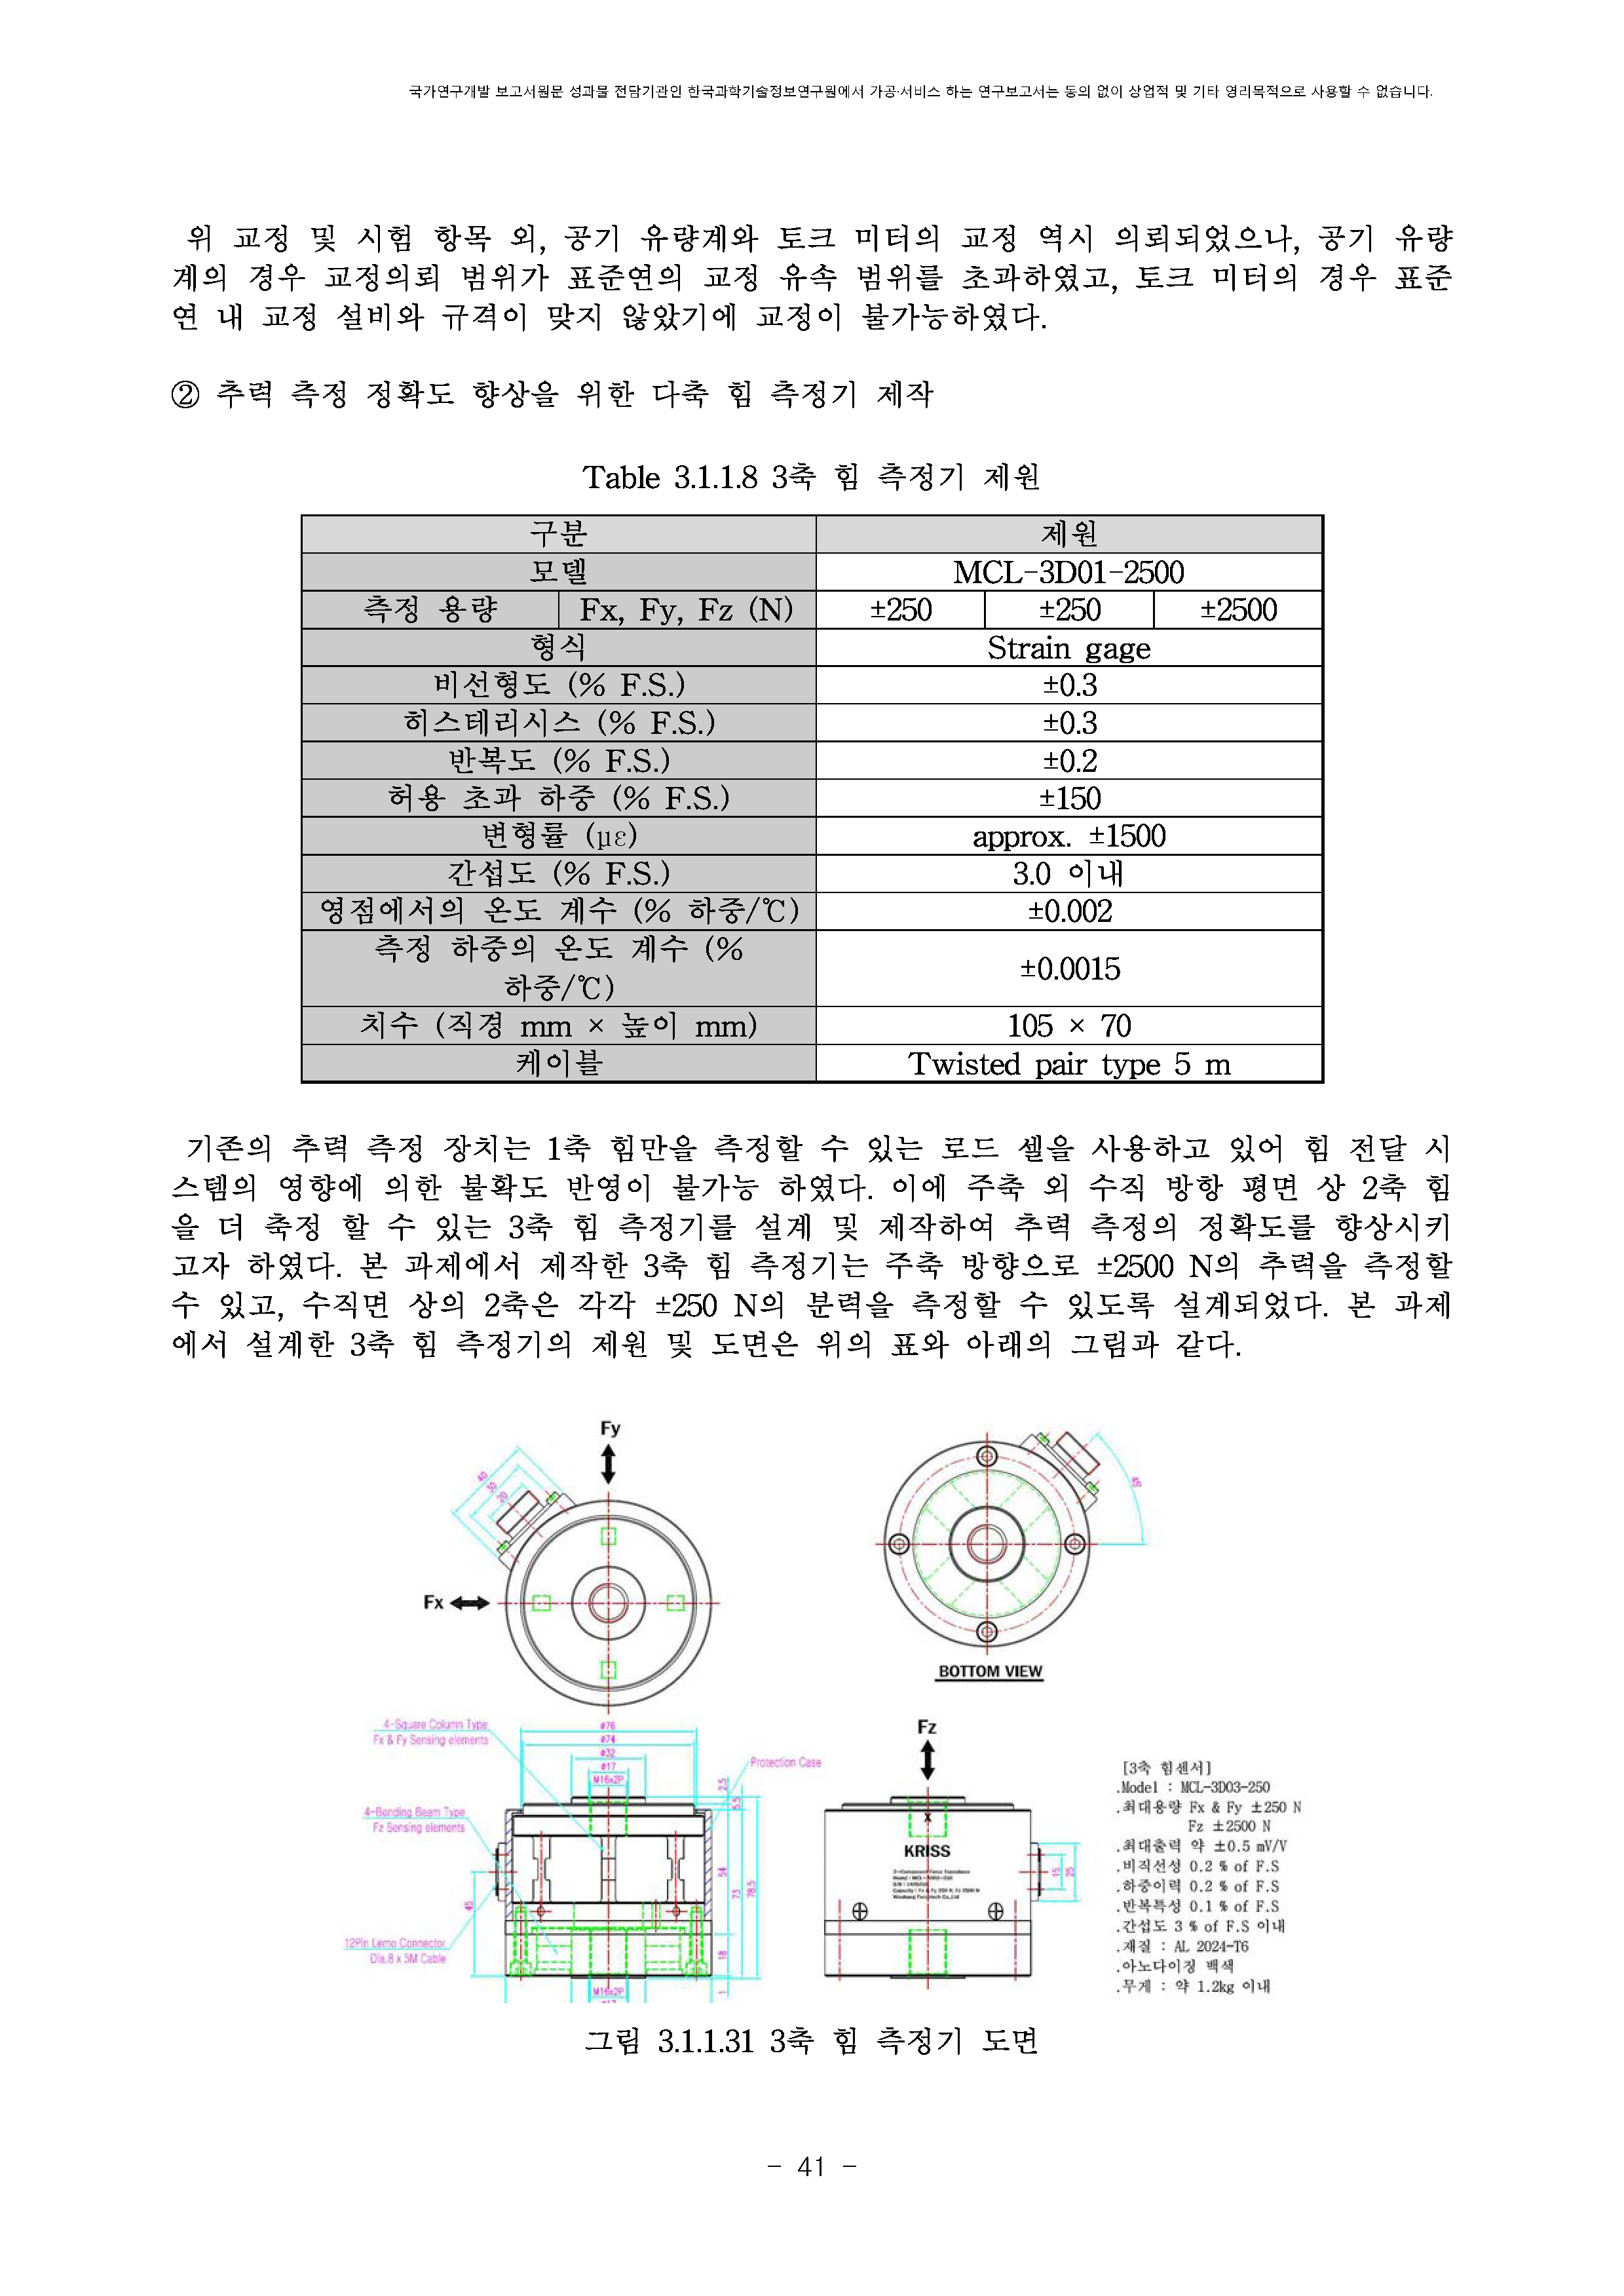 국가연구개발 보고서원문 성과물 전담기관인 한국과학기술정보연구원에서 가공·서비스 하는 연구보고서는 동의 없이 상업적 및 기타 영리목적으로 사용할 수 없습니다.
위 교정 및 시험 항목 외, 공기 유량계와 토크 미터의 교정 역시 의뢰되었으나, 공기 유량
계의 경우 교정의뢰 범위가 표준연의 교정 유속 범위를 초과하였고, 토크 미터의 경우 표준
연 내 교정 설비와 규격이 맞지 않았기에 교정이 불가능하였다.
② 추력 측정 정확도 향상을 위한 다축 힘 측정기 제작
Table 3.1.1.8 3축 힘 측정기 제원
구분 제원
모델 MCL-3D01-2500
측정 용량 Fx, Fy, Fz (N) ±250 ±250 ±2500
형식 Strain gage
비선형도 (% F.S.) ±0.3
히스테리시스 (% F.S.) ±0.3
반복도 (% F.S.) ±0.2
허용 초과 하중 (% F.S.) ±150
변형률 (με) approx. ±1500
간섭도 (% F.S.) 3.0 이내
영점에서의 온도 계수 (% 하중/℃) ±0.002
측정 하중의 온도 계수 (%
하중/℃) ±0.0015
치수 (직경 mm × 높이 mm) 105 × 70
케이블 Twisted pair type 5 m
기존의 추력 측정 장치는 1축 힘만을 측정할 수 있는 로드 셀을 사용하고 있어 힘 전달 시
스템의 영향에 의한 불확도 반영이 불가능 하였다. 이에 주축 외 수직 방향 평면 상 2축 힘
을 더 축정 할 수 있는 3축 힘 측정기를 설계 및 제작하여 추력 측정의 정확도를 향상시키
고자 하였다. 본 과제에서 제작한 3축 힘 측정기는 주축 방향으로 ±2500 N의 추력을 측정할
수 있고, 수직면 상의 2축은 각각 ±250 N의 분력을 측정할 수 있도록 설계되었다. 본 과제
에서 설계한 3축 힘 측정기의 제원 및 도면은 위의 표와 아래의 그림과 같다.
Fy
40
30
20
45
Fx
BOTTOM VIEW
4-Square Column Type
Fx & Fy Sensing elements
ø76
ø74
ø32
ø17
M16x2P
Protection Case
2.5
5.5
4-Bending Beam Type
Fz Sensing elements
54
73
78.5
45
12Pin Lemo Connector
Dia.8 x 5M Cable
18
M16x2P
1
Fz
X
KRISS
15
25
[3축 힘센서]
.Model : MCL-3D03-250
.최대용량 Fx & Fy ±250 N
Fz ±2500 N
.최대출력 약 ±0.5 mV/V
.비직선성 0.2 % of F.S
.하중이력 0.2 % of F.S
.반복특성 0.1 % of F.S
.간섭도 3 % of F.S 이내
.재질 : AL 2024-T6
.아노다이징 백색
.무게 : 약 1.2kg 이내
그림 3.1.1.31 3축 힘 측정기 도면
- 41 -